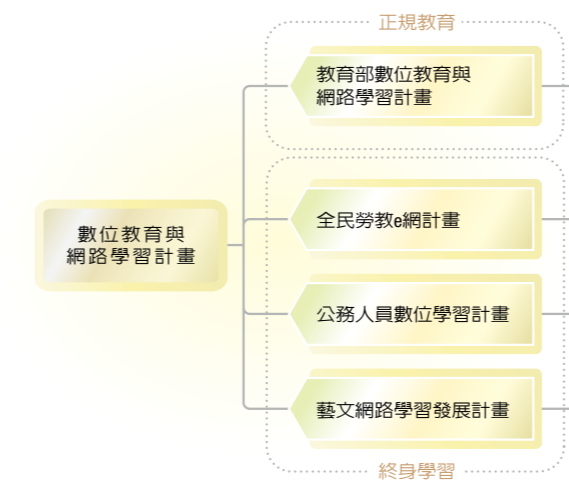 正規教育
教育部數位教育與
網路學習計畫
數位教育與
網路學習計畫
全民勞教e網計畫
公務人員數位學習計畫
藝文網路學習發展計畫
終身學習